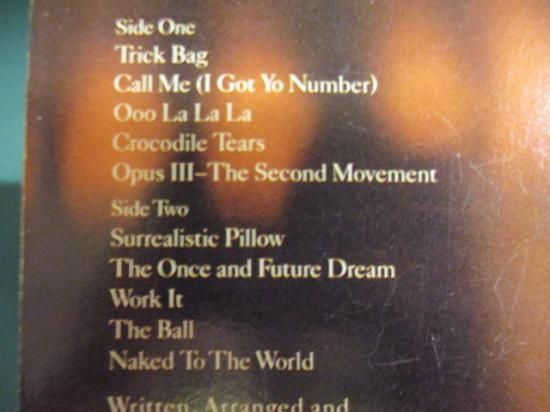 Side One
Trick Bag
Call Me (I Got Yo Number)
Ooo La La La
Crocodile Tears
Opus III–The Second Movement
Side Two
Surrealistic Pillow
The Once and Future Dream
Work It
The Ball
Naked To The World
Written, Arranged and